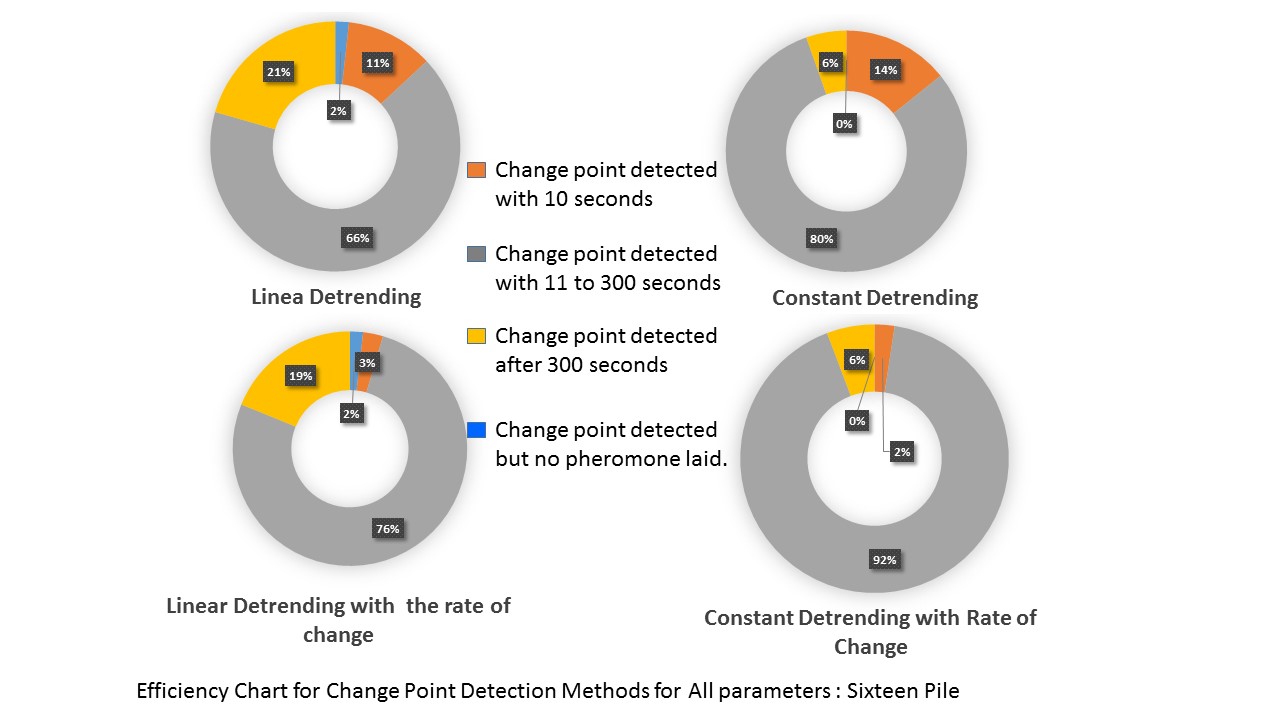 21%
11%
2%
66%
Linea Detrending
6%
14%
0%
80%
Constant Detrending
Change point detected
with 10 seconds
Change point detected
with 11 to 300 seconds
Change point detected
after 300 seconds
Change point detected
but no pheromone laid.
19%
3%
2%
76%
Linear Detrending with the rate of
change
6%
0%
2%
92%
Constant Detrending with Rate of
Change
Efficiency Chart for Change Point Detection Methods for All parameters : Sixteen Pile